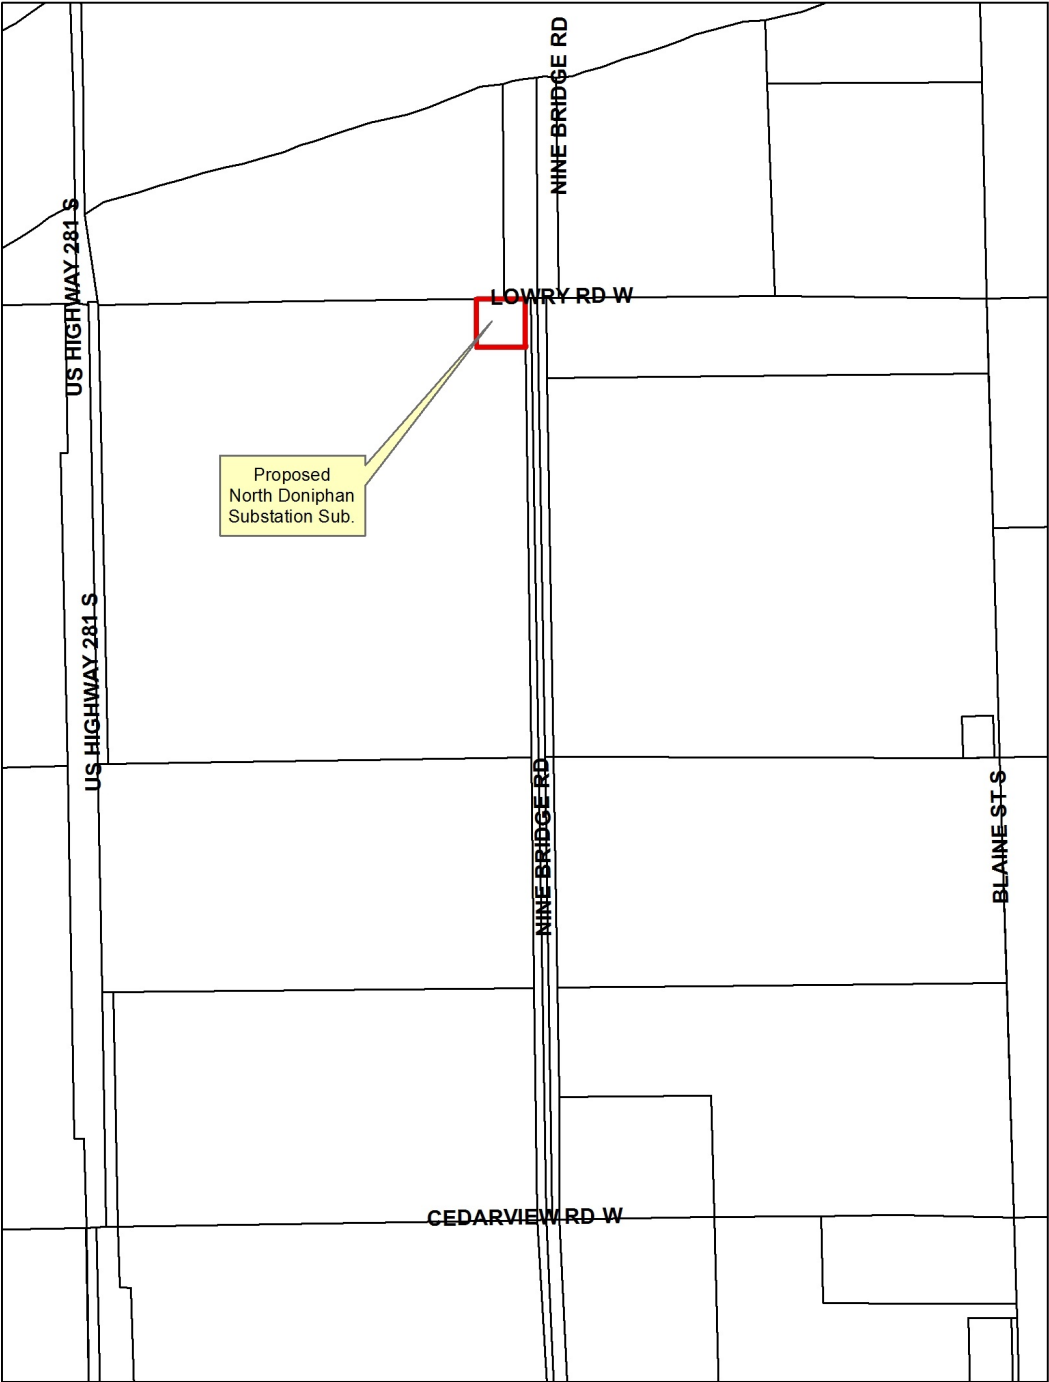 NINE BRIDGE RD
US HIGHWAY 281 S
LOWRY RD W
Proposed
North Doniphan
Substation Sub.
US HIGHWAY 281 S
NINE BRIDGE RD
BLAINE ST S
CEDARVIEW RD W